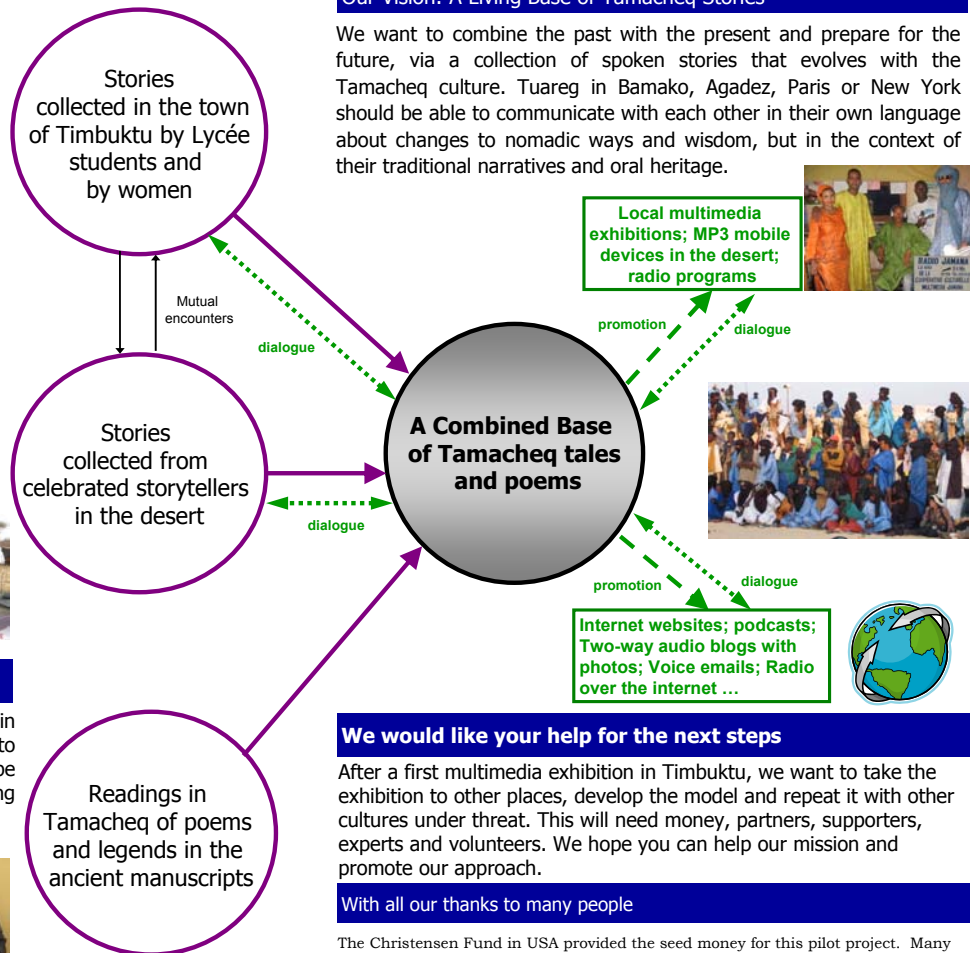 Our Vision: A Living Base of Tamacheq Stories
We want to combine the past with the present and prepare for the
future, via a collection of spoken stories that evolves with the
Tamacheq culture. Tuareg in Bamako, Agadez, Paris or New York
should be able to communicate with each other in their own language
about changes to nomadic ways and wisdom, but in the context of
their traditional narratives and oral heritage.
Stories
collected in the town
of Timbuktu by Lycée
students and
by women
Local multimedia
exhibitions; MP3 mobile
devices in the desert;
radio programs
RADIO JAMANA
Mutual
encounters
dialogue
promotion
dialogue
Stories
collected from
celebrated storytellers
in the desert
dialogue
A Combined Base
of Tamacheq tales
and poems
promotion
dialogue
Internet websites; podcasts;
Two-way audio blogs with
photos; Voice emails; Radio
over the internet ...
in
to
Readings in
Tamacheq of poems
and legends in the
ancient manuscripts
We would like your help for the next steps
After a first multimedia exhibition in Timbuktu, we want to take the
exhibition to other places, develop the model and repeat it with other
cultures under threat. This will need money, partners, supporters,
experts and volunteers. We hope you can help our mission and
promote our approach.
With all our thanks to many people
The Christensen Fund in USA provided the seed money for this pilot project. Many